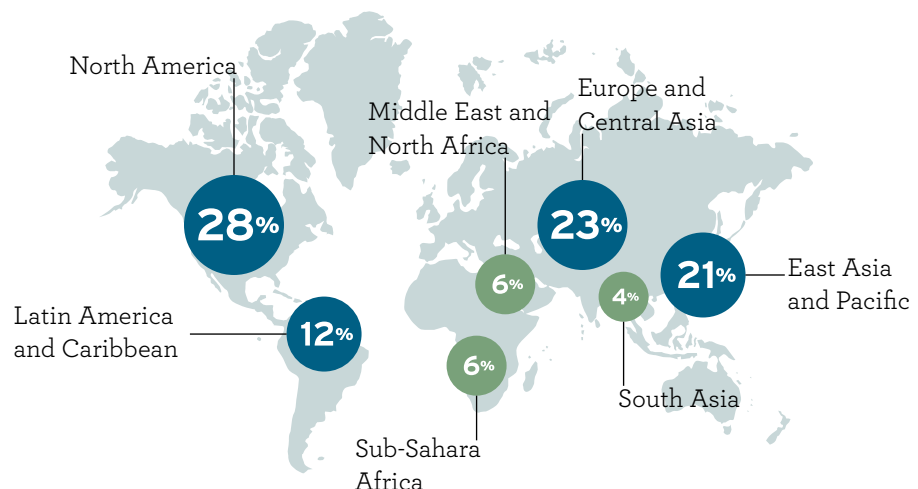 North America
28%
Middle East and
North Africa
6%
Europe and
Central Asia
23%
21%
East Asia
and Pacific
4%
South Asia
Latin America
and Caribbean
12%
6%
Sub-Sahara
Africa